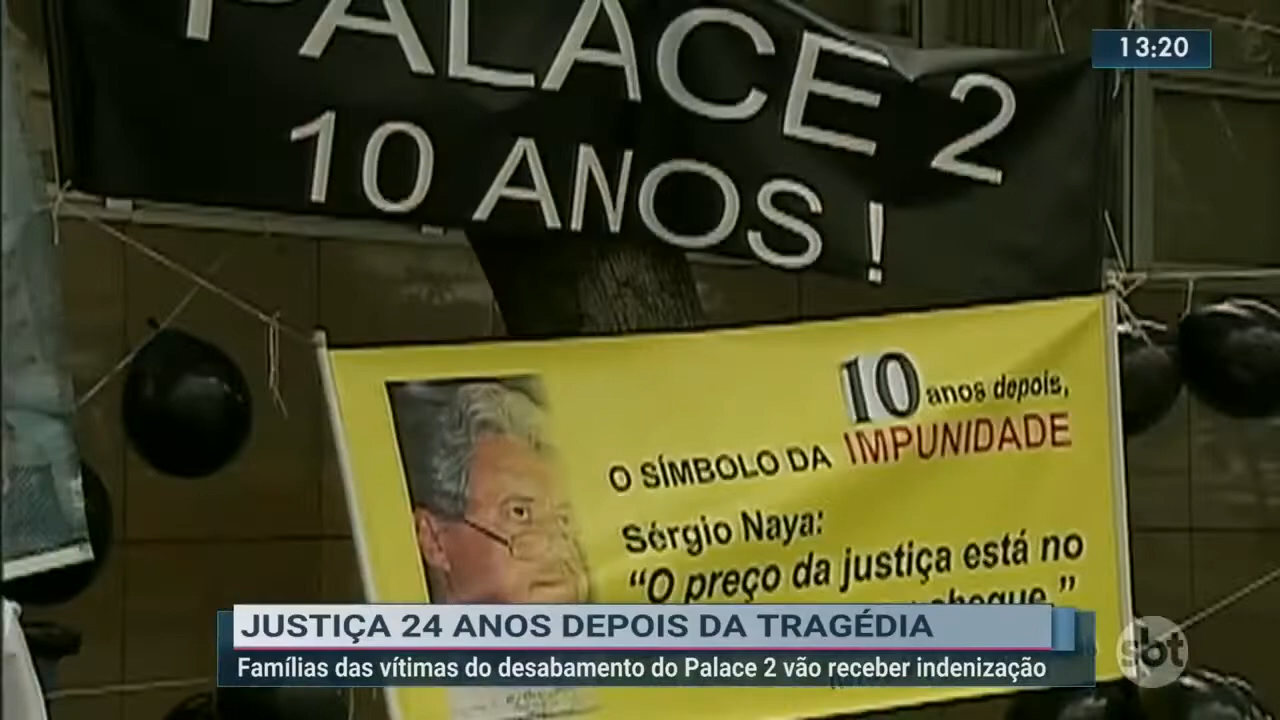 PALACE 2
13:20
10 ANOS !
10 anos depois,
O SÍMBOLO DA IMPUNIDADE
Sérgio Naya:
“O preço da justiça está no
cheque.”
JUSTIÇA 24 ANOS DEPOIS DA TRAGÉDIA
Famílias das vítimas do desabamento do Palace 2 vão receber indenização
sbt